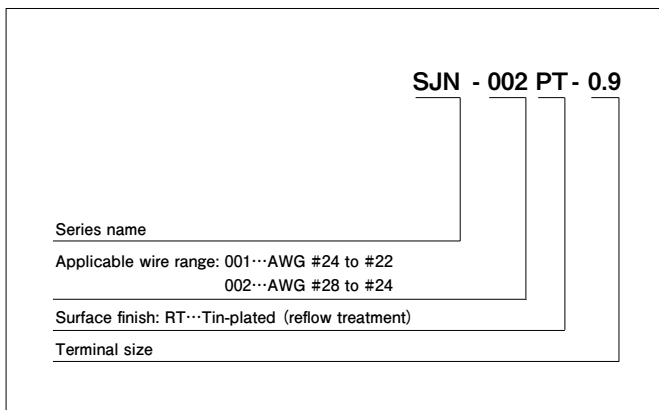 SJN - 002 PT - 0.9
Series name
Applicable wire range: 001…AWG #24 to #22
002…AWG #28 to #24
Surface finish: RT…Tin-plated (reflow treatment)
Terminal size